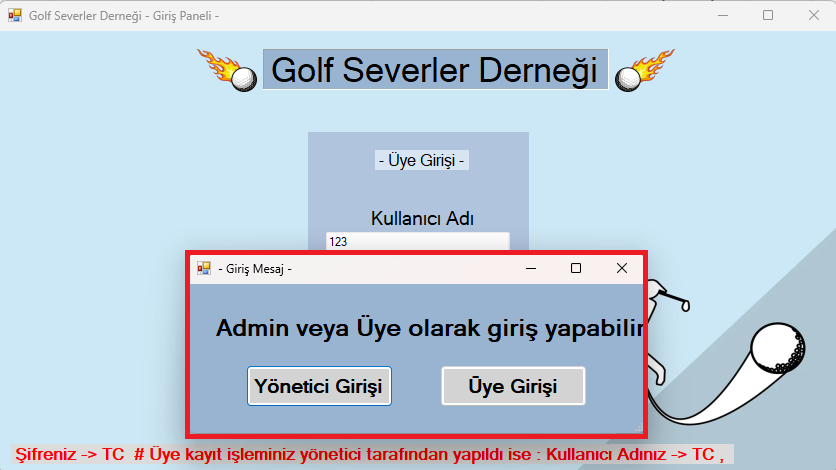 Golf Severler Derneği - Giriş Paneli -
Golf Severler Derneği
- Üye Girişi -
Kullanıcı Adı
123
- Giriş Mesaj -
Admin veya Üye olarak giriş yapabilir
Yönetici Girişi
Üye Girişi
Şifreniz -> TC # Üye kayıt işleminiz yönetici tarafından yapıldı ise : Kullanıcı Adınız -> TC ,